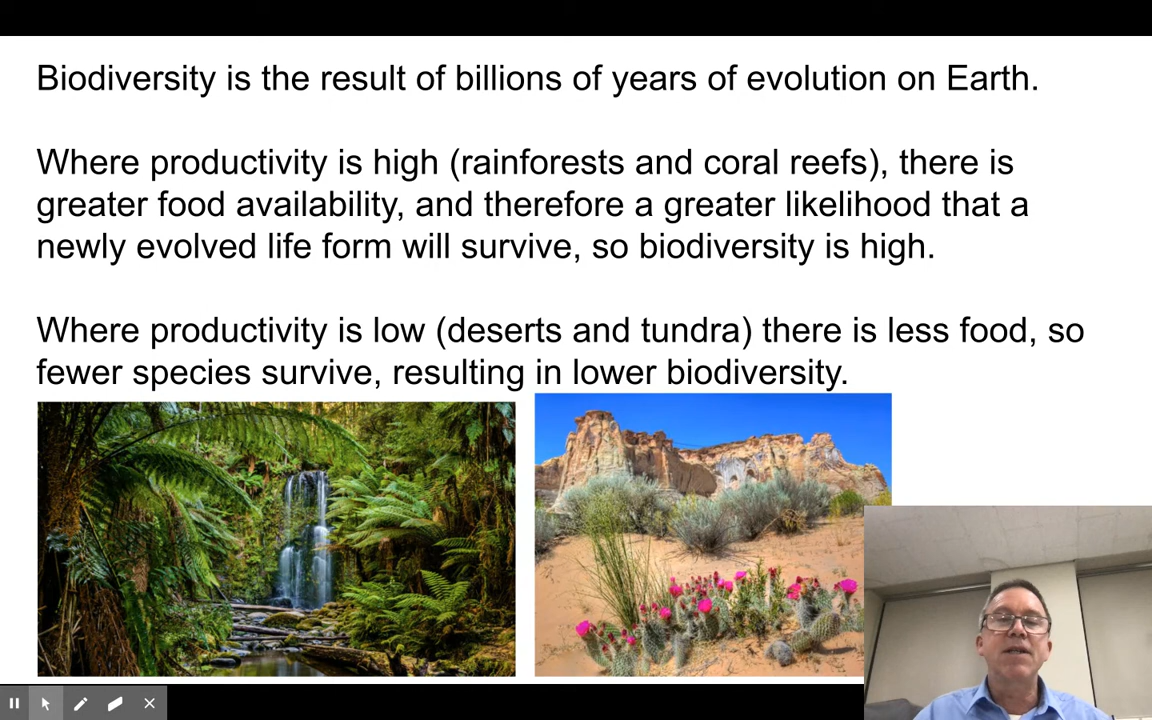 Biodiversity is the result of billions of years of evolution on Earth.
Where productivity is high (rainforests and coral reefs), there is
greater food availability, and therefore a greater likelihood that a
newly evolved life form will survive, so biodiversity is high.
Where productivity is low (deserts and tundra) there is less food, so
fewer species survive, resulting in lower biodiversity.